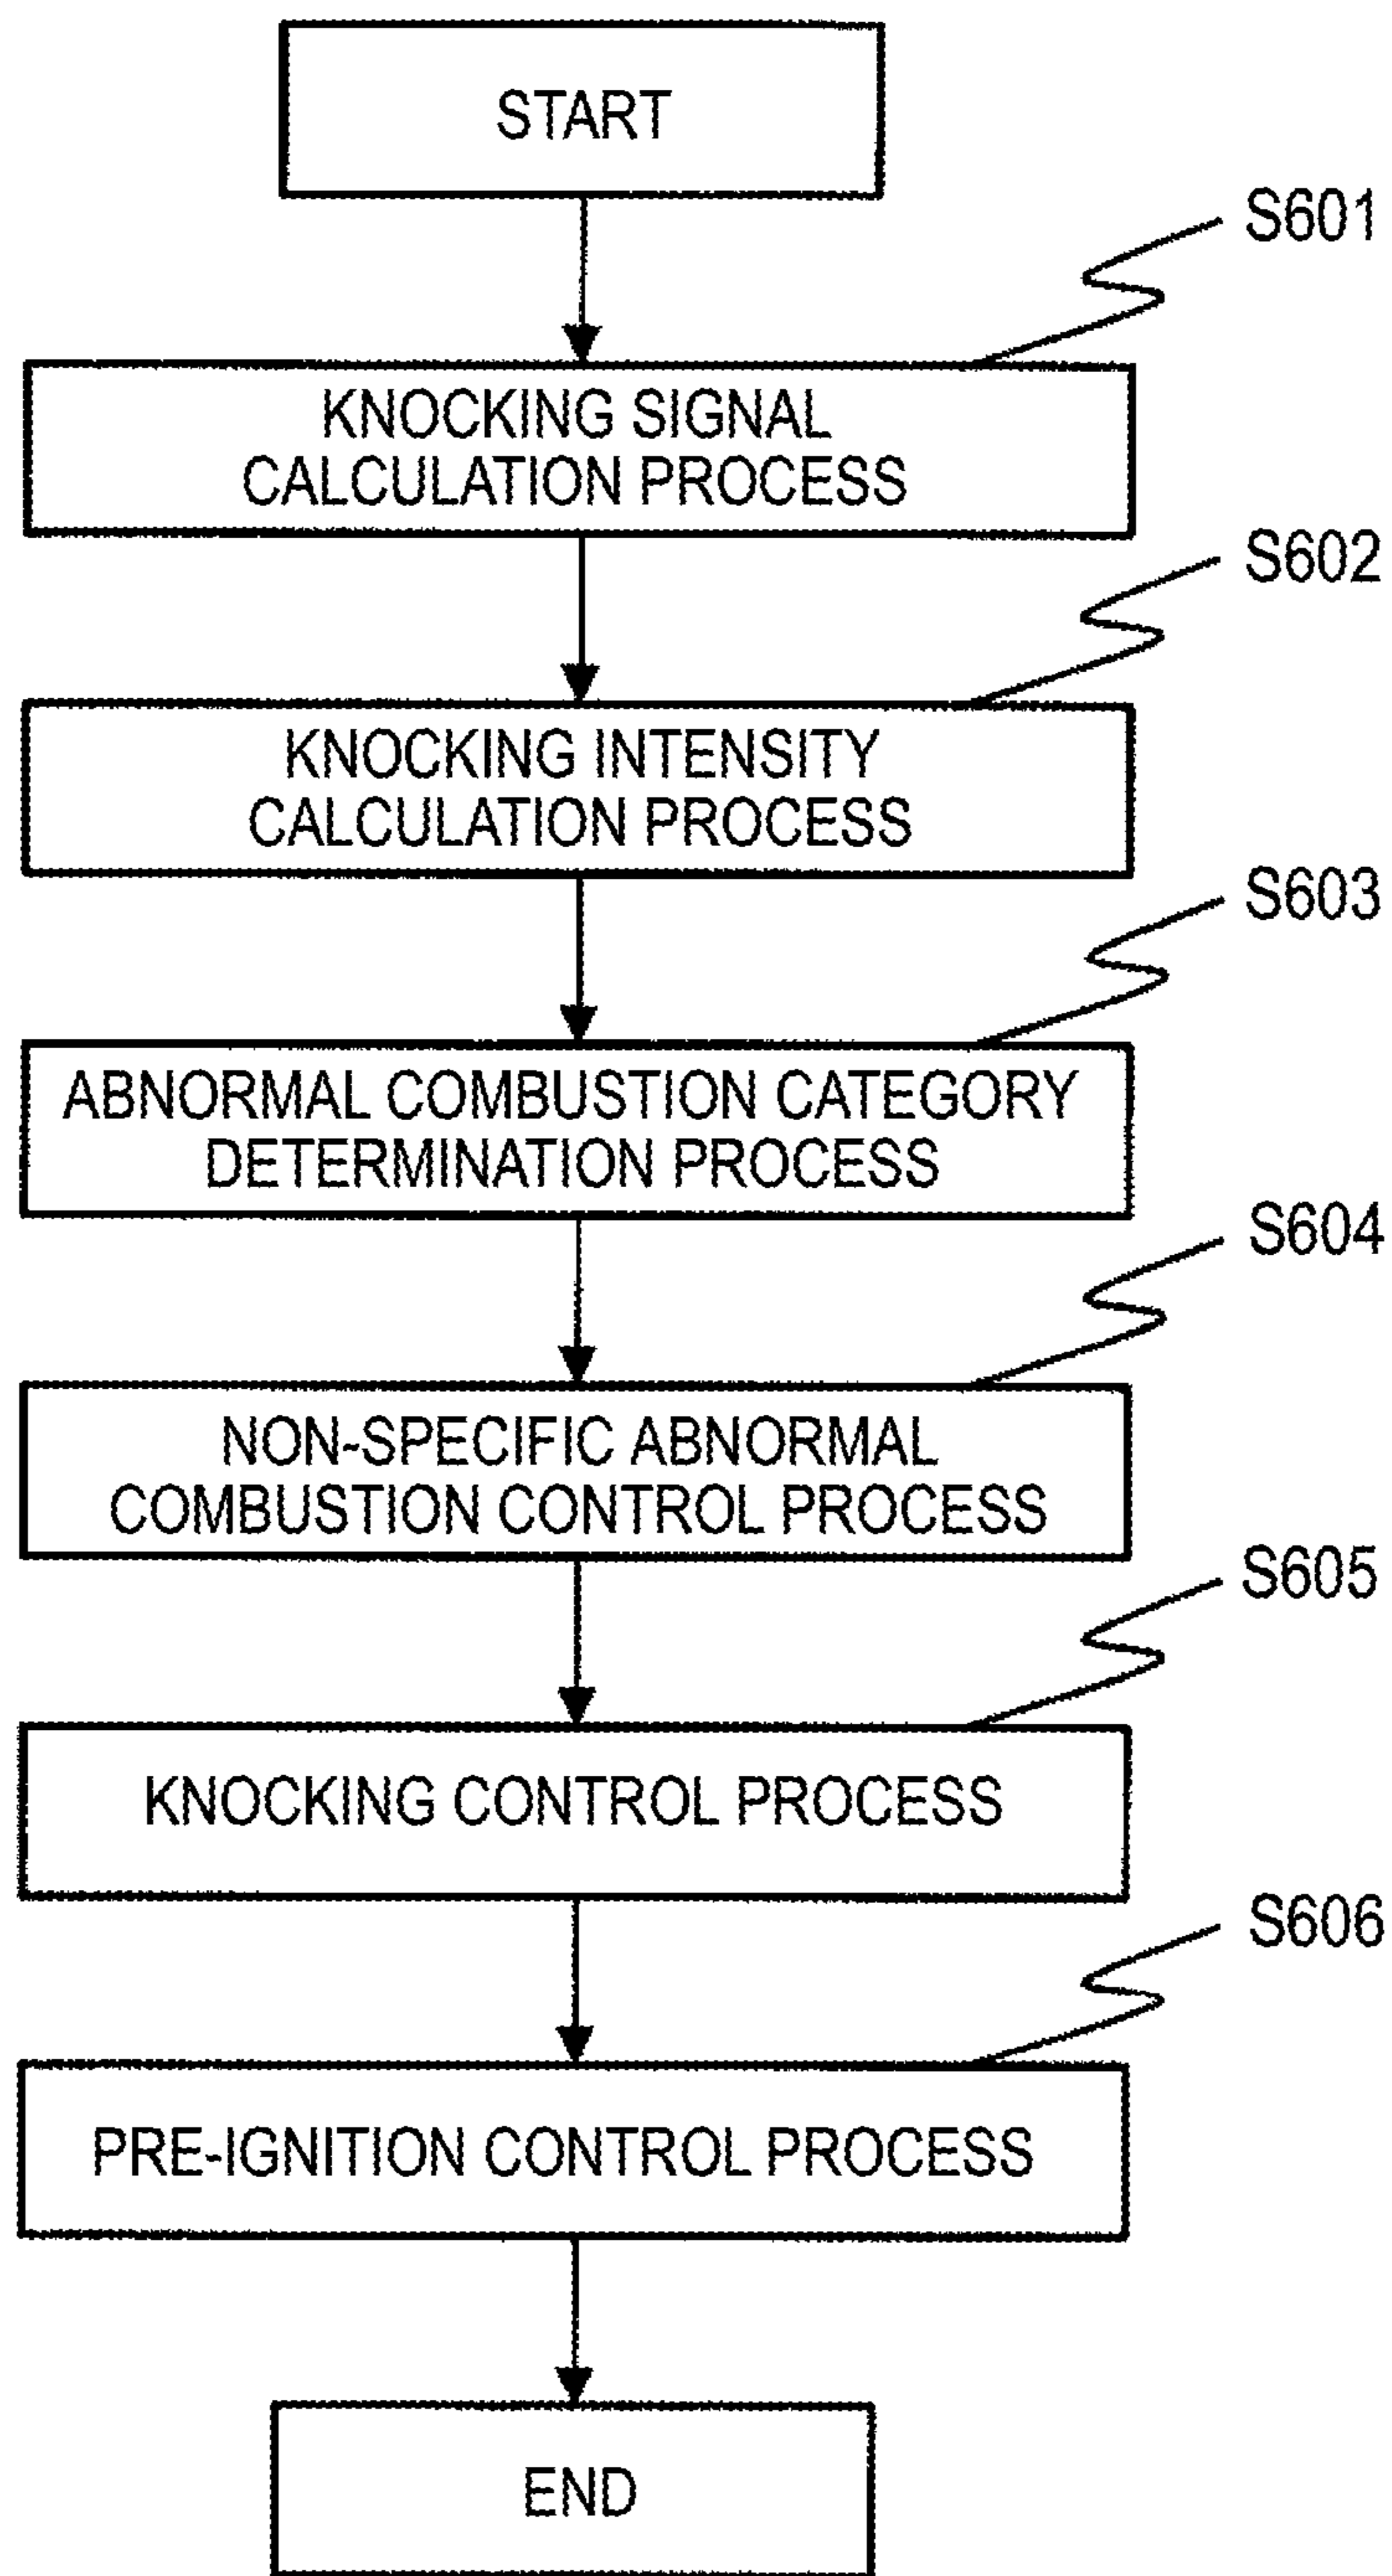 START
S601
KNOCKING SIGNAL
CALCULATION PROCESS
S602
KNOCKING INTENSITY
CALCULATION PROCESS
S603
ABNORMAL COMBUSTION CATEGORY
DETERMINATION PROCESS
S604
NON-SPECIFIC ABNORMAL
COMBUSTION CONTROL PROCESS
S605
KNOCKING CONTROL PROCESS
S606
PRE-IGNITION CONTROL PROCESS
END